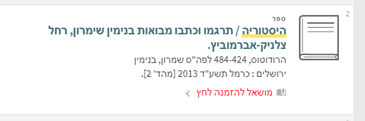 2
ספר
היסטוריה / תרגמו וכתבו מבואות בנימין שימרון, רחל
צלניק-אברמוביץ.
הרודוטוס, 484-424 לפה"ס שמרון, בנימין
ירושלים : כרמל תשע"ד 2013 [מהד' 2].
מושאל להזמנה לחץ